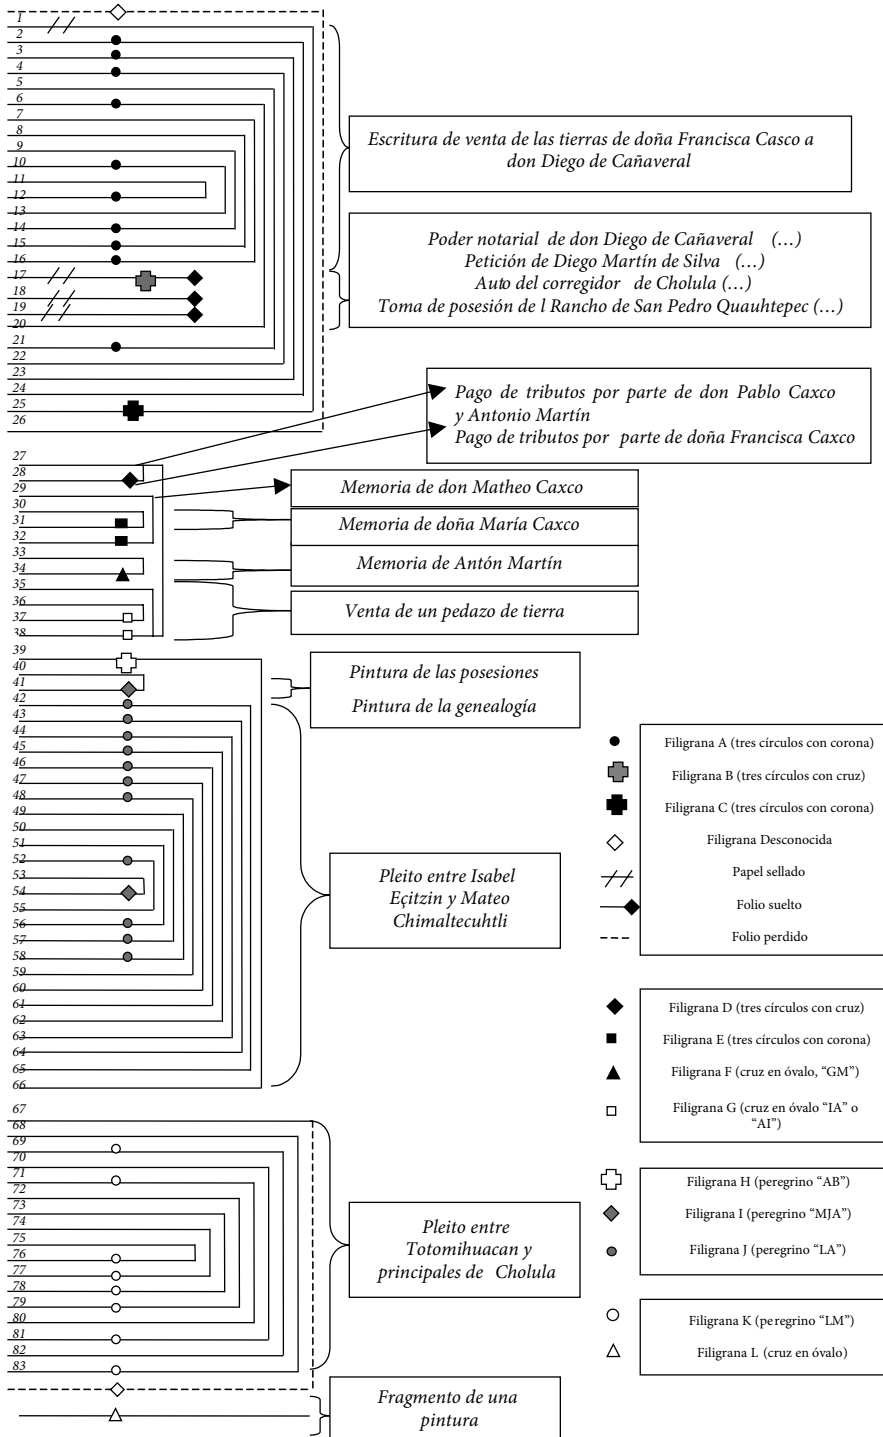 1
2
3
4
5
6
7
8
9
10
11
12
13
14
15
16
17
18
19
20
21
22
23
24
25
26
Escritura de venta de las tierras de doña Francisca Casco a
don Diego de Cañaveral
Poder notarial de don Diego de Cañaveral (…)
Petición de Diego Martín de Silva (…)
Auto del corregidor de Cholula (…)
Toma de posesión de l Rancho de San Pedro Quauhtepec (…)
Pago de tributos por parte de don Pablo Caxco
y Antonio Martín
Pago de tributos por parte de doña Francisca Caxco
27
28
29
30
31
32
33
34
35
36
37
38
Memoria de don Matheo Caxco
Memoria de doña María Caxco
Memoria de Antón Martín
Venta de un pedazo de tierra
39
40
41
42
43
44
45
46
47
48
49
50
51
52
53
54
55
56
57
58
59
60
61
62
63
64
65
66
Pintura de las posesiones
Pintura de la genealogía
Pleito entre Isabel
Eçitzin y Mateo
Chimaltecuhtli
67
68
69
70
71
72
73
74
75
76
77
78
79
80
81
82
83
Pleito entre
Totomihuacan y
principales de Cholula
Fragmento de una
pintura
Filigrana A (tres círculos con corona)
Filigrana B (tres círculos con cruz)
Filigrana C (tres círculos con corona)
Filigrana Desconocida
Papel sellado
Folio suelto
Folio perdido
Filigrana D (tres círculos con cruz)
Filigrana E (tres círculos con corona)
Filigrana F (cruz en óvalo, “GM”)
Filigrana G (cruz en óvalo “IA” o
“AI”)
Filigrana H (peregrino “AB”)
Filigrana I (peregrino “MJA”)
Filigrana J (peregrino “LA”)
Filigrana K (peregrino “LM”)
Filigrana L (cruz en óvalo)